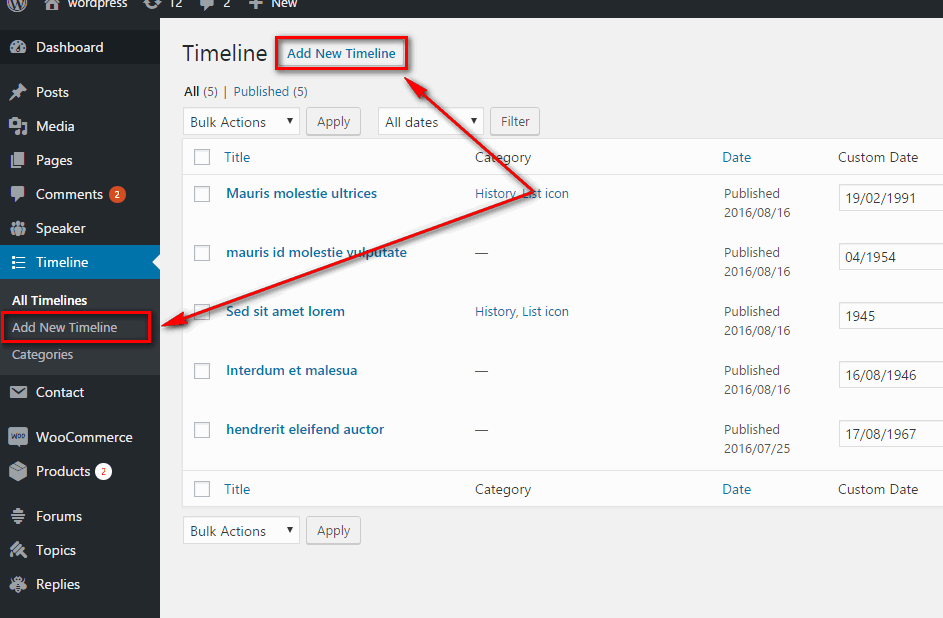 wordpress 12 2 New
Dashboard
Posts
Media
Pages
Comments 2
Speaker
Timeline
All Timelines
Add New Timeline
Categories
Contact
WOO WooCommerce
Products 2
Forums
Topics
Replies
Timeline Add New Timeline
All (5) | Published (5)
Bulk Actions Apply All dates Filter
Title Category Date Custom Date
Mauris molestie ultrices History, List icon Published 19/02/1991
2016/08/16
mauris id molestie vulputate — Published 04/1954
2016/08/16
Sed sit amet lorem History, List icon Published 1945
2016/08/16
Interdum et malesua — Published 16/08/1946
2016/08/16
hendrerit eleifend auctor — Published 17/08/1967
2016/07/25
Title Category Date Custom Date
Bulk Actions Apply